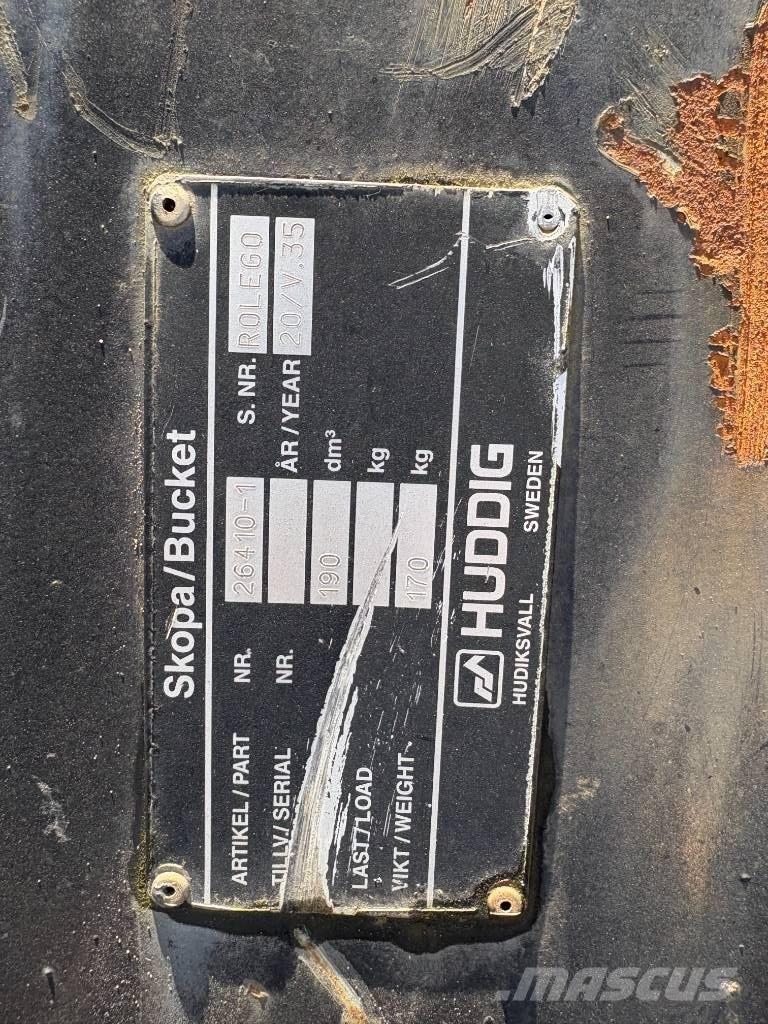 Skopa/Bucket
ARTIKEL/PART NR. 26410-1 S. NR. ROLEGO
TILLV./SERIAL NR. ÅR/YEAR 20/V.35
190 dm³
LAST/LOAD kg
VIKT/WEIGHT 170 kg
HUDDIG
HUDIKSVALL SWEDEN
MASCUS